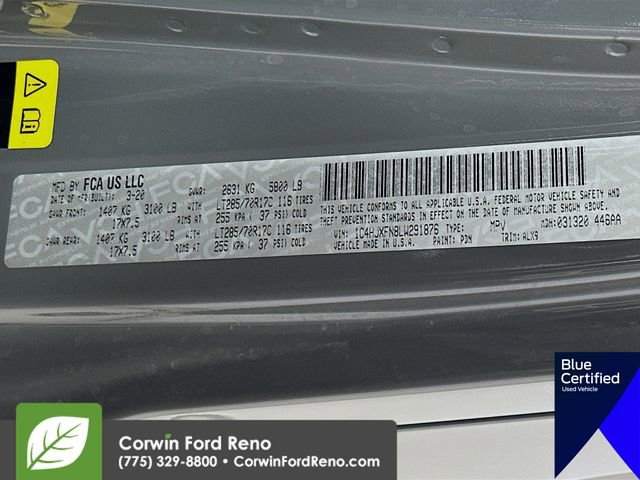 MFD BY FCA US LLC
DATE OF MFR(BUILT): 3-20
GVWR: 2631 KG 5800 LB
GAWR FRONT: 1407 KG 3100 LB LT285/70R17C 116 TIRES
17X7.5 RIMS AT 255 KPA ( 37 PSI) COLD
GAWR REAR: 1407 KG 3100 LB LT285/70R17C 116 TIRES
17X7.5 RIMS AT 255 KPA ( 37 PSI) COLD
THIS VEHICLE CONFORMS TO ALL APPLICABLE U.S.A. FEDERAL MOTOR VEHICLE SAFETY AND
THEFT PREVENTION STANDARDS IN EFFECT ON THE DATE OF MANUFACTURE SHOWN ABOVE.
VIN: 1C4HJXFN8LW291876 TYPE: MPV MDH:031320 446AA
VEHICLE MADE IN U.S.A. PAINT: PDN TRIM: ALX9
Blue
Certified
Used Vehicle
Corwin Ford Reno
(775) 329-8800 • CorwinFordReno.com